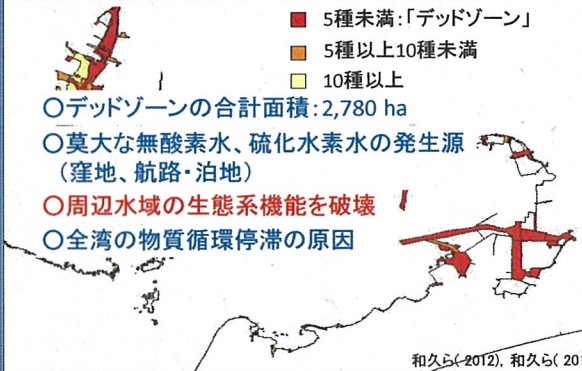 5種未満:「デッドゾーン」
5種以上10種未満
10種以上
○デッドゾーンの合計面積:2,780 ha
○莫大な無酸素水、硫化水素水の発生源
(窪地、航路・泊地)
○周辺水域の生態系機能を破壊
○全湾の物質循環停滞の原因
和久ら(2012), 和久ら(201